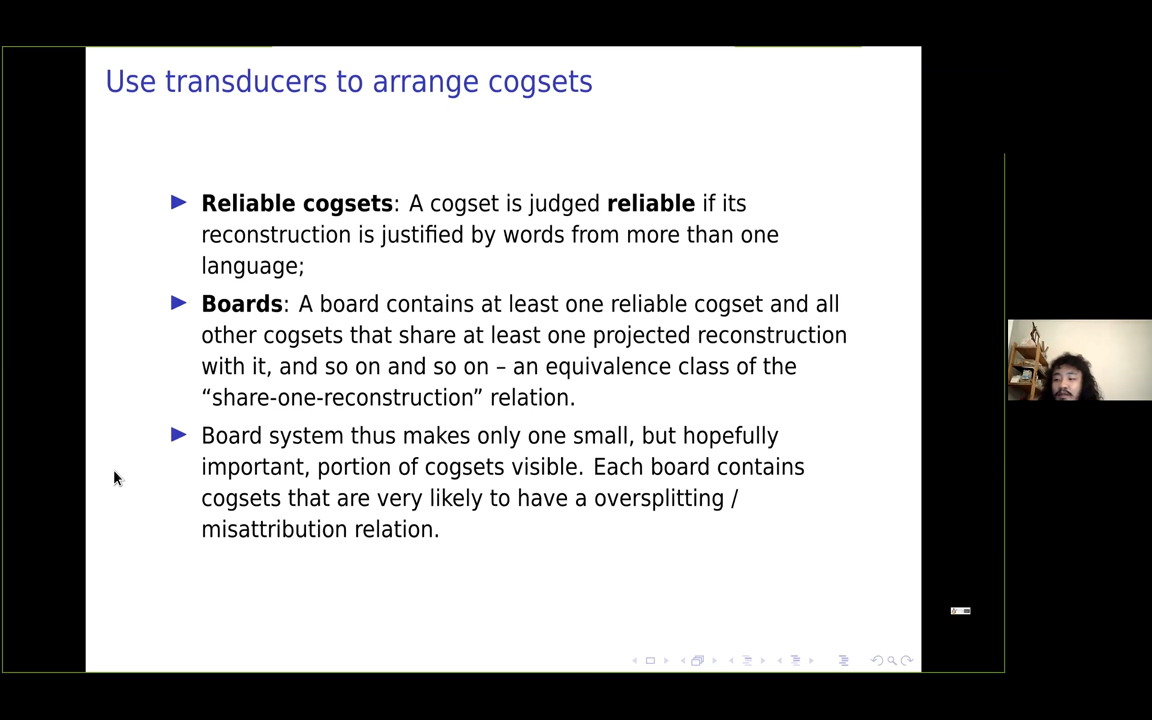 Use transducers to arrange cogsets
Reliable cogsets: A cogset is judged reliable if its
reconstruction is justified by words from more than one
language;
Boards: A board contains at least one reliable cogset and all
other cogsets that share at least one projected reconstruction
with it, and so on and so on – an equivalence class of the
“share-one-reconstruction” relation.
Board system thus makes only one small, but hopefully
important, portion of cogsets visible. Each board contains
cogsets that are very likely to have a oversplitting /
misattribution relation.